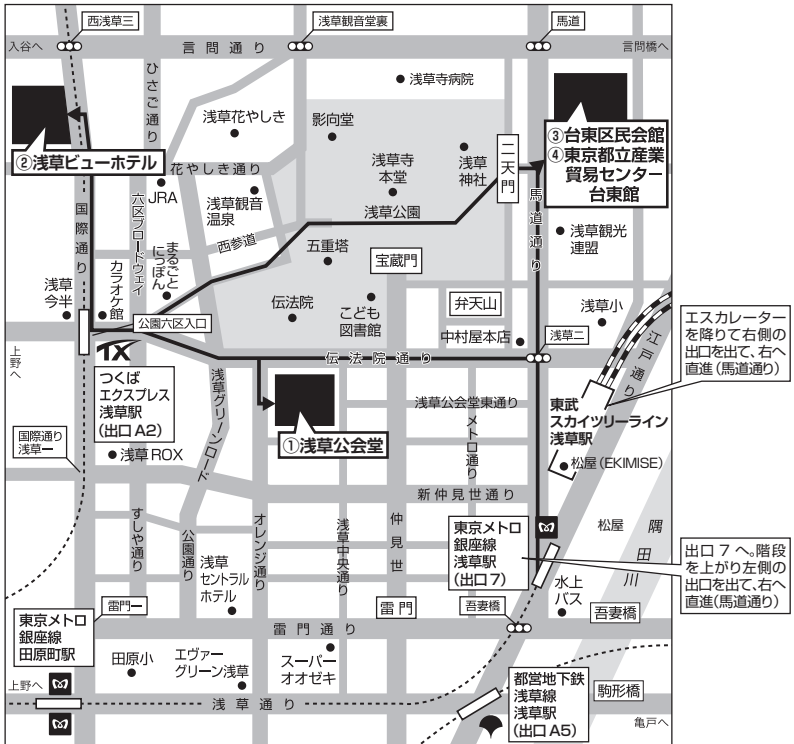 西浅草三
浅草観音堂裏
馬道
入谷へ
言問通り
言問橋へ
ひさご通り
浅草寺病院
浅草花やしき
影向堂
二天門
③台東区民会館
④東京都立産業
貿易センター
台東館
②浅草ビューホテル
花やしき通り
浅草寺
本堂
浅草
神社
JRA
浅草観音
温泉
浅草公園
馬道通り
国際通り
六区ブロードウェイ
西参道
浅草観光
連盟
まるごと
にっぽん
五重塔
宝蔵門
カラオケ館
浅草
今半
伝法院
こども
図書館
弁天山
浅草小
公園六区入口
中村屋本店
浅草二
江戸通り
エスカレーター
を降りて右側の
出口を出て、右へ
直進(馬道通り)
上野へ
TX
伝法院通り
つくば
エクスプレス
浅草駅
(出口A2)
浅草グリーンロード
①浅草公会堂
浅草公会堂東通り
メトロ通り
東武
スカイツリーライン
浅草駅
国際通り
浅草一
浅草ROX
松屋(EKIMISE)
新仲見世通り
すしや通り
公園通り
オレンジ通り
浅草中央通り
仲見世
東京メトロ
銀座線
浅草駅
(出口7)
松屋
隅田川
出口7へ。階段
を上がり左側の
出口を出て、右へ
直進(馬道通り)
浅草
セントラル
ホテル
水上
バス
東京メトロ
銀座線
田原町駅
雷門一
雷門
吾妻橋
吾妻橋
雷門通り
田原小
エヴァー
グリーン浅草
スーパー
オオゼキ
都営地下鉄
浅草線
浅草駅
(出口A5)
駒形橋
上野へ
浅草通り
亀戸へ